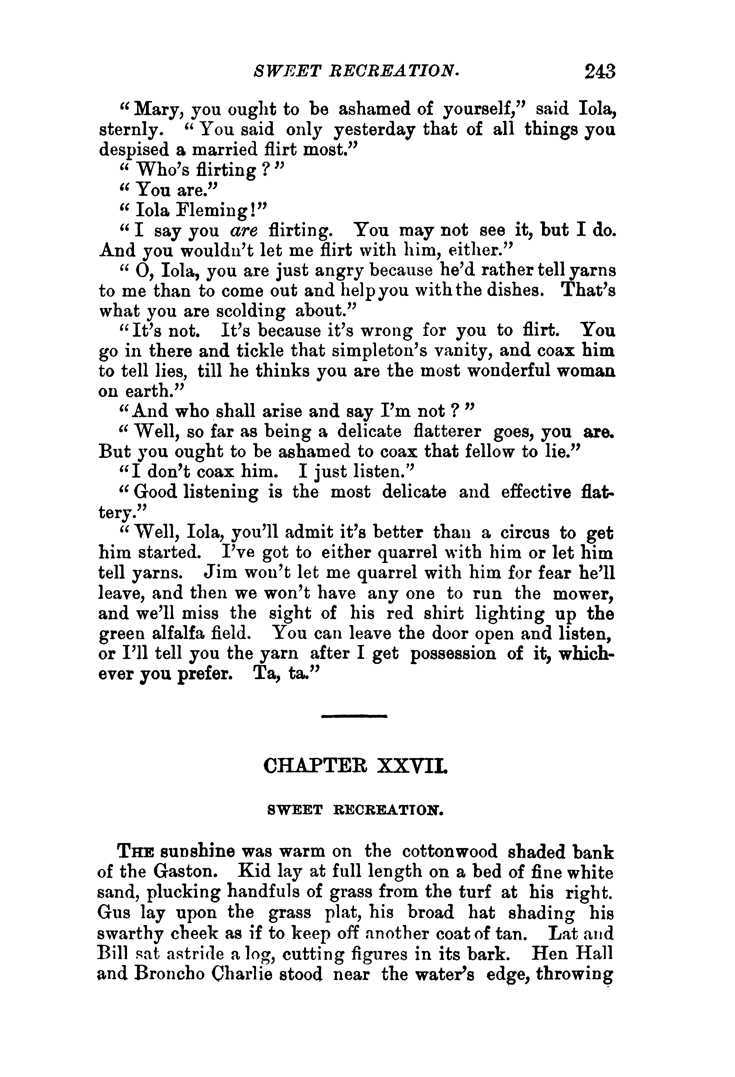 SWEET RECREATION. 243
“Mary, you ought to be ashamed of yourself,” said Iola,
sternly. “You said only yesterday that of all things you
despised a married flirt most.”
“Who's flirting?”
“You are.”
“Iola Fleming!”
“I say you are flirting. You may not see it, but I do.
And you wouldn't let me flirt with him, either.”
“O, Iola, you are just angry because he'd rather tell yarns
to me than to come out and help you with the dishes. That's
what you are scolding about.”
“It's not. It's because it's wrong for you to flirt. You
go in there and tickle that simpleton's vanity, and coax him
to tell lies, till he thinks you are the most wonderful woman
on earth.”
“And who shall arise and say I'm not?”
“Well, so far as being a delicate flatterer goes, you are.
But you ought to be ashamed to coax that fellow to lie.”
“I don't coax him. I just listen.”
“Good listening is the most delicate and effective flat-
tery.”
“Well, Iola, you'll admit it's better than a circus to get
him started. I've got to either quarrel with him or let him
tell yarns. Jim won't let me quarrel with him for fear he'll
leave, and then we won't have any one to run the mower,
and we'll miss the sight of his red shirt lighting up the
green alfalfa field. You can leave the door open and listen,
or I'll tell you the yarn after I get possession of it, which-
ever you prefer. Ta, ta.”
CHAPTER XXVII.
SWEET RECREATION.
THE sunshine was warm on the cottonwood shaded bank
of the Gaston. Kid lay at full length on a bed of fine white
sand, plucking handfuls of grass from the turf at his right.
Gus lay upon the grass plat, his broad hat shading his
swarthy cheek as if to keep off another coat of tan. Lat and
Bill sat astride a log, cutting figures in its bark. Hen Hall
and Broncho Charlie stood near the water's edge, throwing